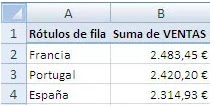 A B
1 Rótulos de fila Suma de VENTAS
2 Francia 2.483,45 €
3 Portugal 2.420,20 €
4 España 2.314,93 €